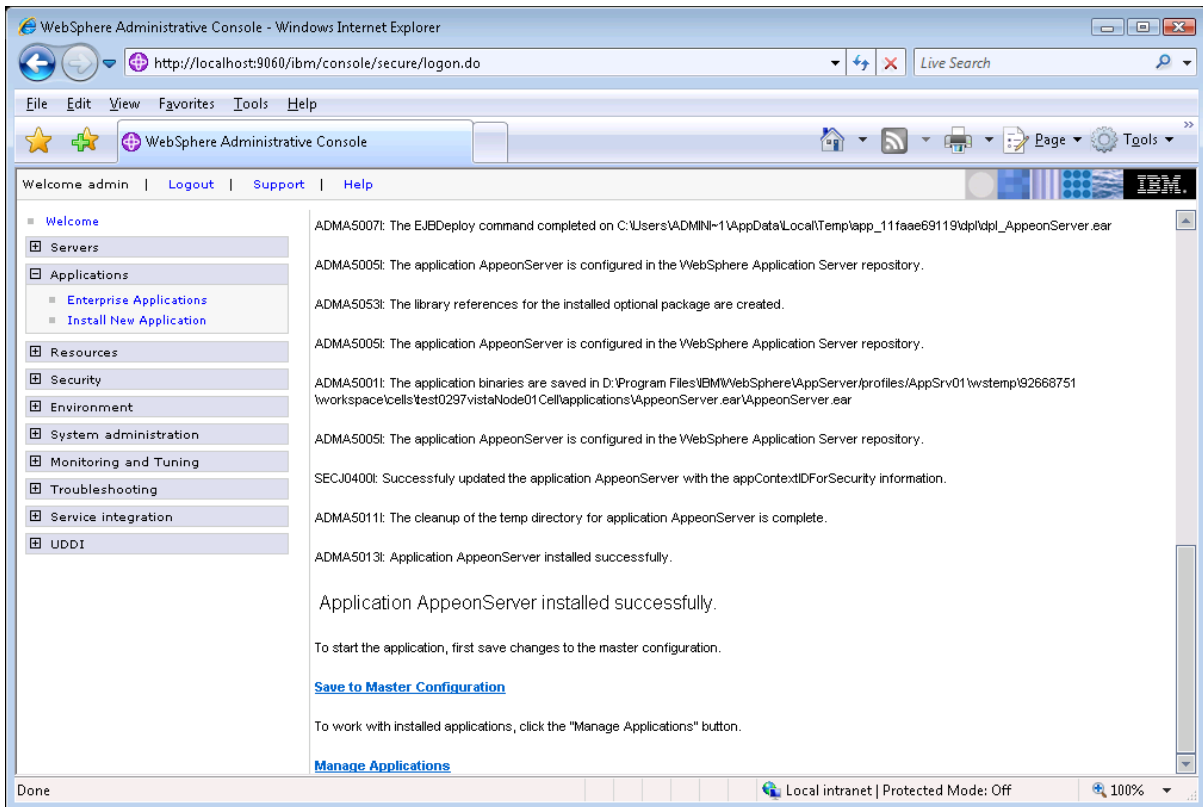 WebSphere Administrative Console - Windows Internet Explorer
http://localhost:9060/ibm/console/secure/logon.do
Live Search
File Edit View Favorites Tools Help
WebSphere Administrative Console
Page Tools
Welcome admin | Logout | Support | Help
IBM.
Welcome
Servers
Applications
Enterprise Applications
Install New Application
Resources
Security
Environment
System administration
Monitoring and Tuning
Troubleshooting
Service integration
UDDI
ADMA5007I: The EJBDeploy command completed on C:\Users\ADMINI~1\AppData\Local\Temp\app_11faae69119\dpl\dpl_AppeonServer.ear
ADMA5005I: The application AppeonServer is configured in the WebSphere Application Server repository.
ADMA5053I: The library references for the installed optional package are created.
ADMA5005I: The application AppeonServer is configured in the WebSphere Application Server repository.
ADMA5001I: The application binaries are saved in D:\Program Files\IBM\WebSphere\AppServer/profiles/AppSrv01\wstemp\92668751
\workspace\cells\test0297vistaNode01Cell\applications\AppeonServer.ear\AppeonServer.ear
ADMA5005I: The application AppeonServer is configured in the WebSphere Application Server repository.
SECJ0400I: Successfuly updated the application AppeonServer with the appContextIDForSecurity information.
ADMA5011I: The cleanup of the temp directory for application AppeonServer is complete.
ADMA5013I: Application AppeonServer installed successfully.
Application AppeonServer installed successfully.
To start the application, first save changes to the master configuration.
Save to Master Configuration
To work with installed applications, click the "Manage Applications" button.
Manage Applications
Done
Local intranet | Protected Mode: Off
100%